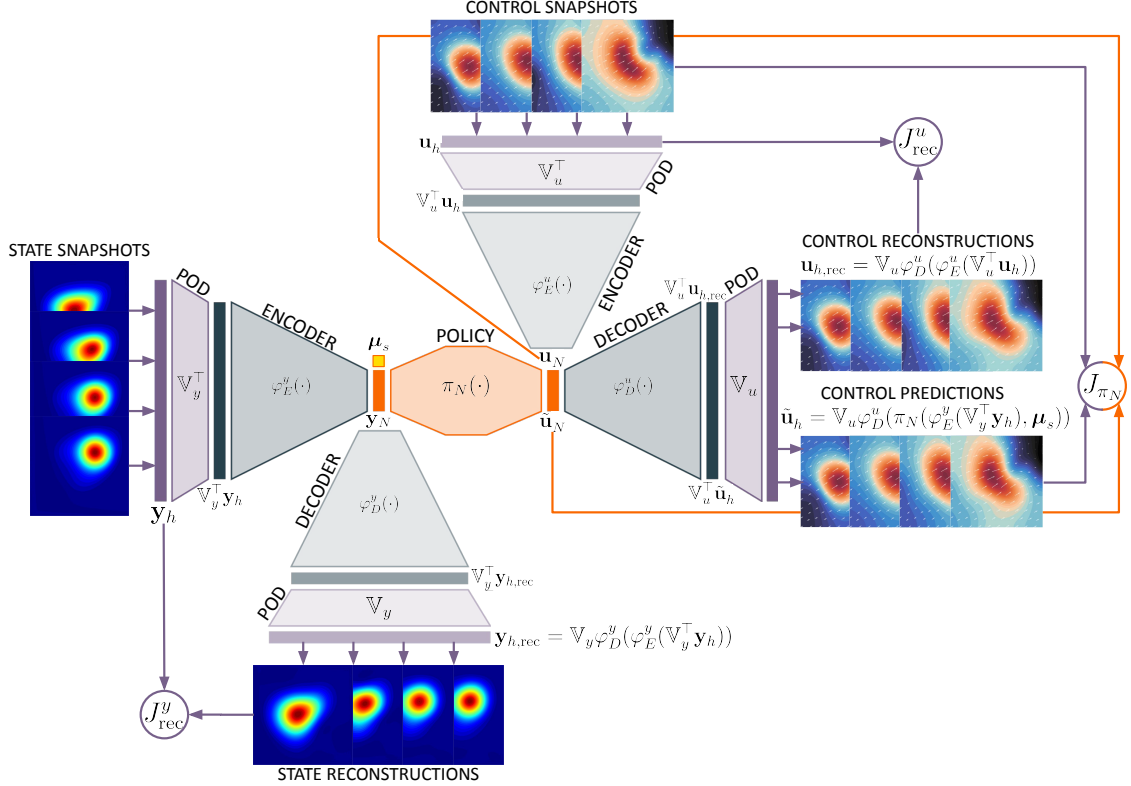 CONTROL SNAPSHOTS
u_h
𝕍_u^⊤
POD
𝕍_u^⊤ u_h
J_rec^u
φ_E^u(·)
ENCODER
STATE SNAPSHOTS
CONTROL RECONSTRUCTIONS
u_{h,rec} = 𝕍_u φ_D^u(φ_E^u(𝕍_u^⊤ u_h))
POD
ENCODER
𝕍_y^⊤
φ_E^y(·)
μ_s
POLICY
π_N(·)
y_N
u_N
ũ_N
DECODER
φ_D^u(·)
𝕍_u^⊤ u_{h,rec}
POD
𝕍_u
J_{π_N}
CONTROL PREDICTIONS
ũ_h = 𝕍_u φ_D^u(π_N(φ_E^y(𝕍_y^⊤ y_h), μ_s))
𝕍_y^⊤ y_h
𝕍_u^⊤ ũ_h
y_h
DECODER
φ_D^y(·)
𝕍_y^⊤ y_{h,rec}
POD
𝕍_y
y_{h,rec} = 𝕍_y φ_D^y(φ_E^y(𝕍_y^⊤ y_h))
J_rec^y
STATE RECONSTRUCTIONS